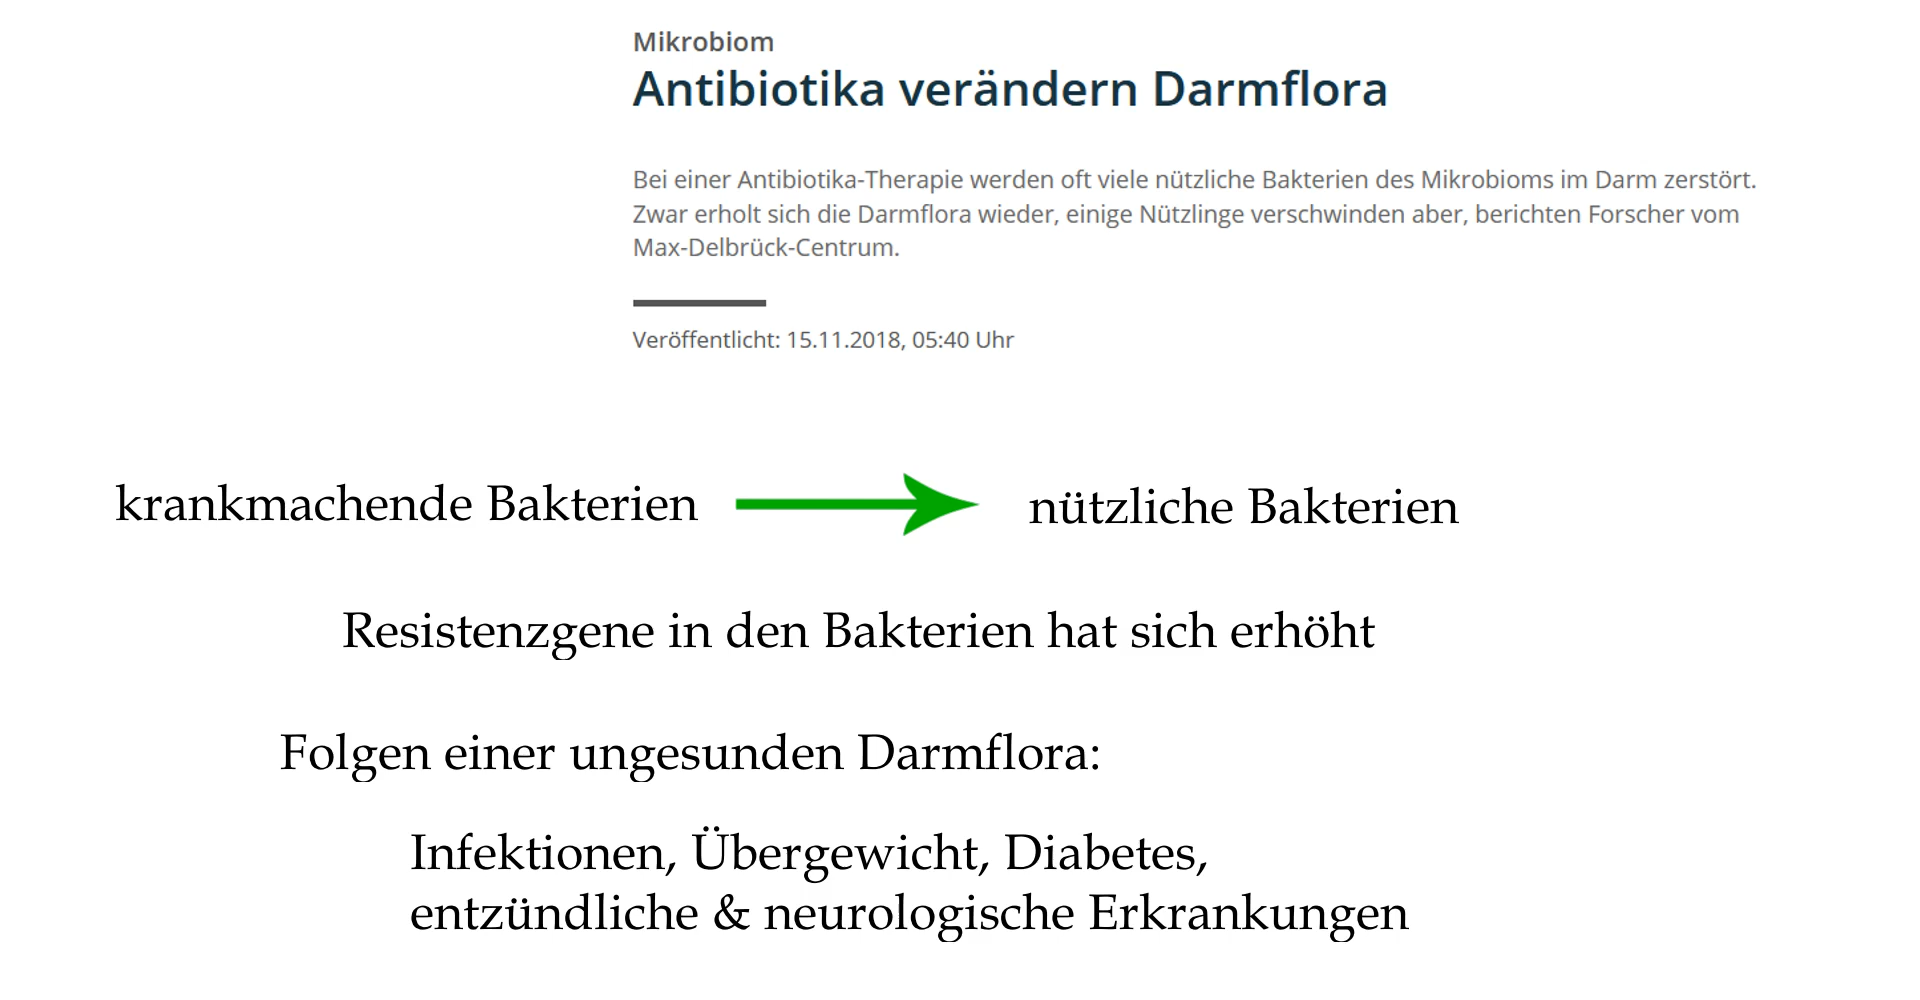 Mikrobiom
Antibiotika verändern Darmflora
Bei einer Antibiotika-Therapie werden oft viele nützliche Bakterien des Mikrobioms im Darm zerstört.
Zwar erholt sich die Darmflora wieder, einige Nützlinge verschwinden aber, berichten Forscher vom
Max-Delbrück-Centrum.
Veröffentlicht: 15.11.2018, 05:40 Uhr
krankmachende Bakterien
nützliche Bakterien
Resistenzgene in den Bakterien hat sich erhöht
Folgen einer ungesunden Darmflora:
Infektionen, Übergewicht, Diabetes,
entzündliche & neurologische Erkrankungen